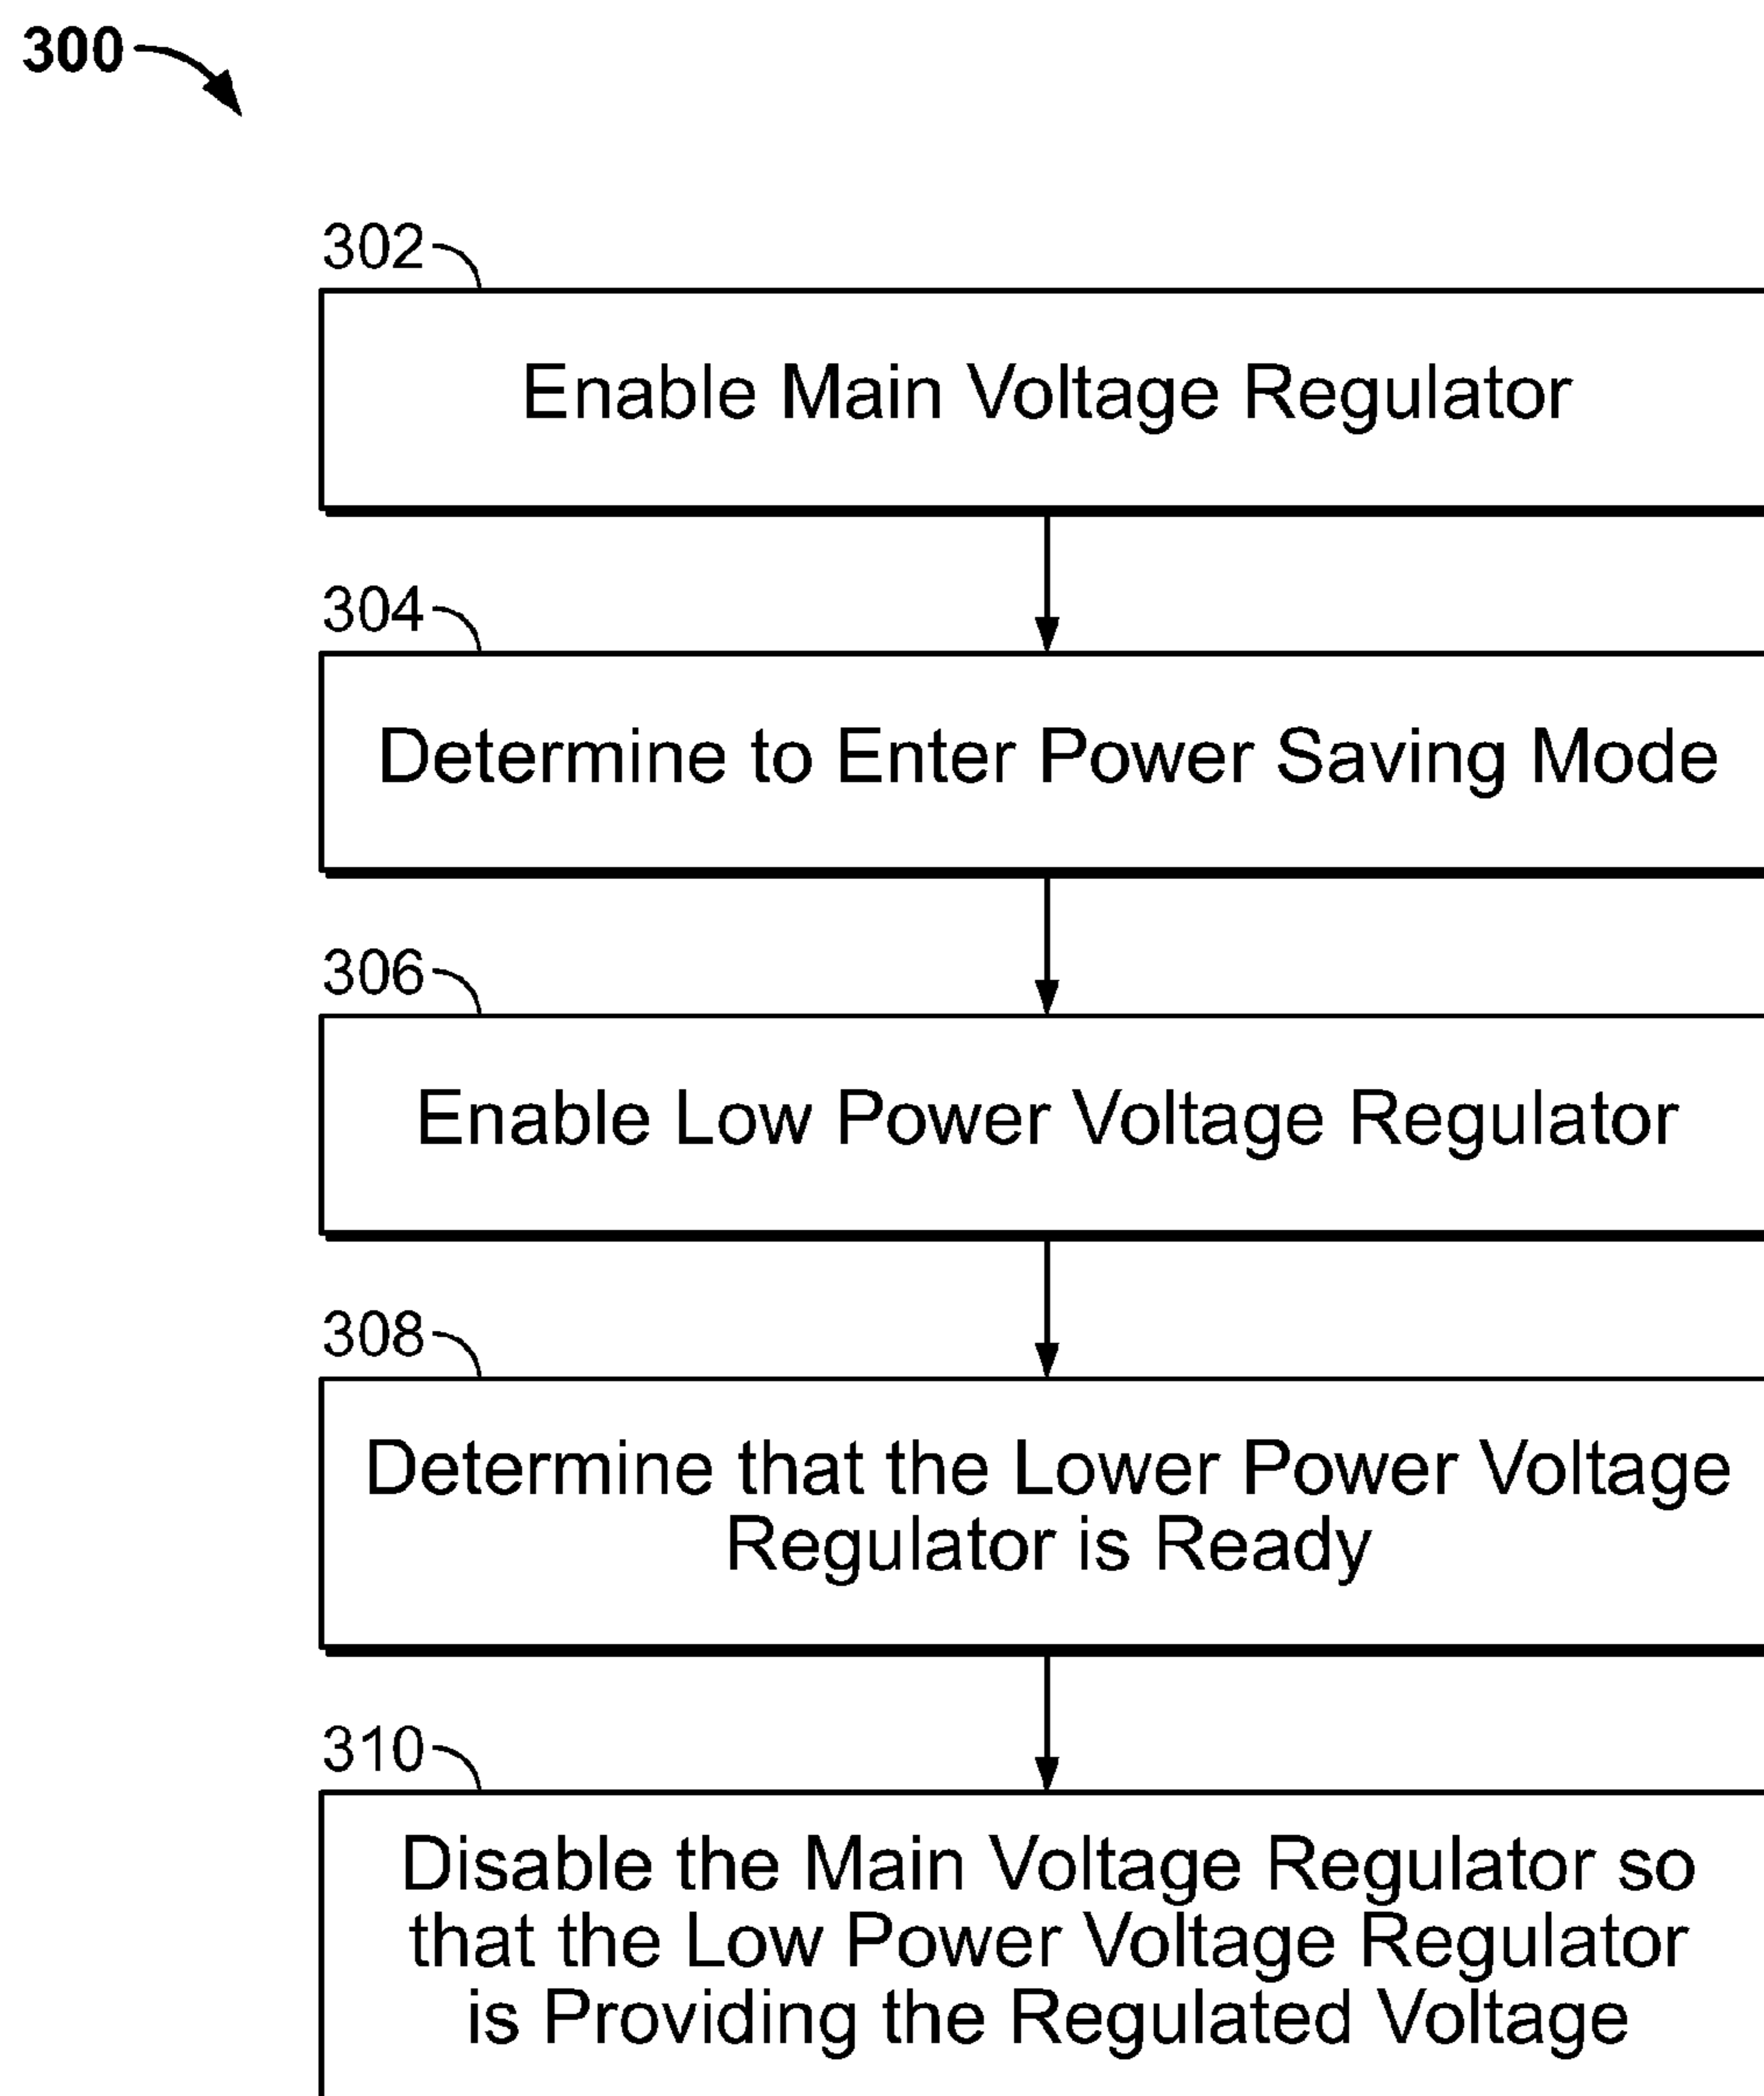 300
302
Enable Main Voltage Regulator
304
Determine to Enter Power Saving Mode
306
Enable Low Power Voltage Regulator
308
Determine that the Lower Power Voltage
Regulator is Ready
310
Disable the Main Voltage Regulator so
that the Low Power Voltage Regulator
is Providing the Regulated Voltage